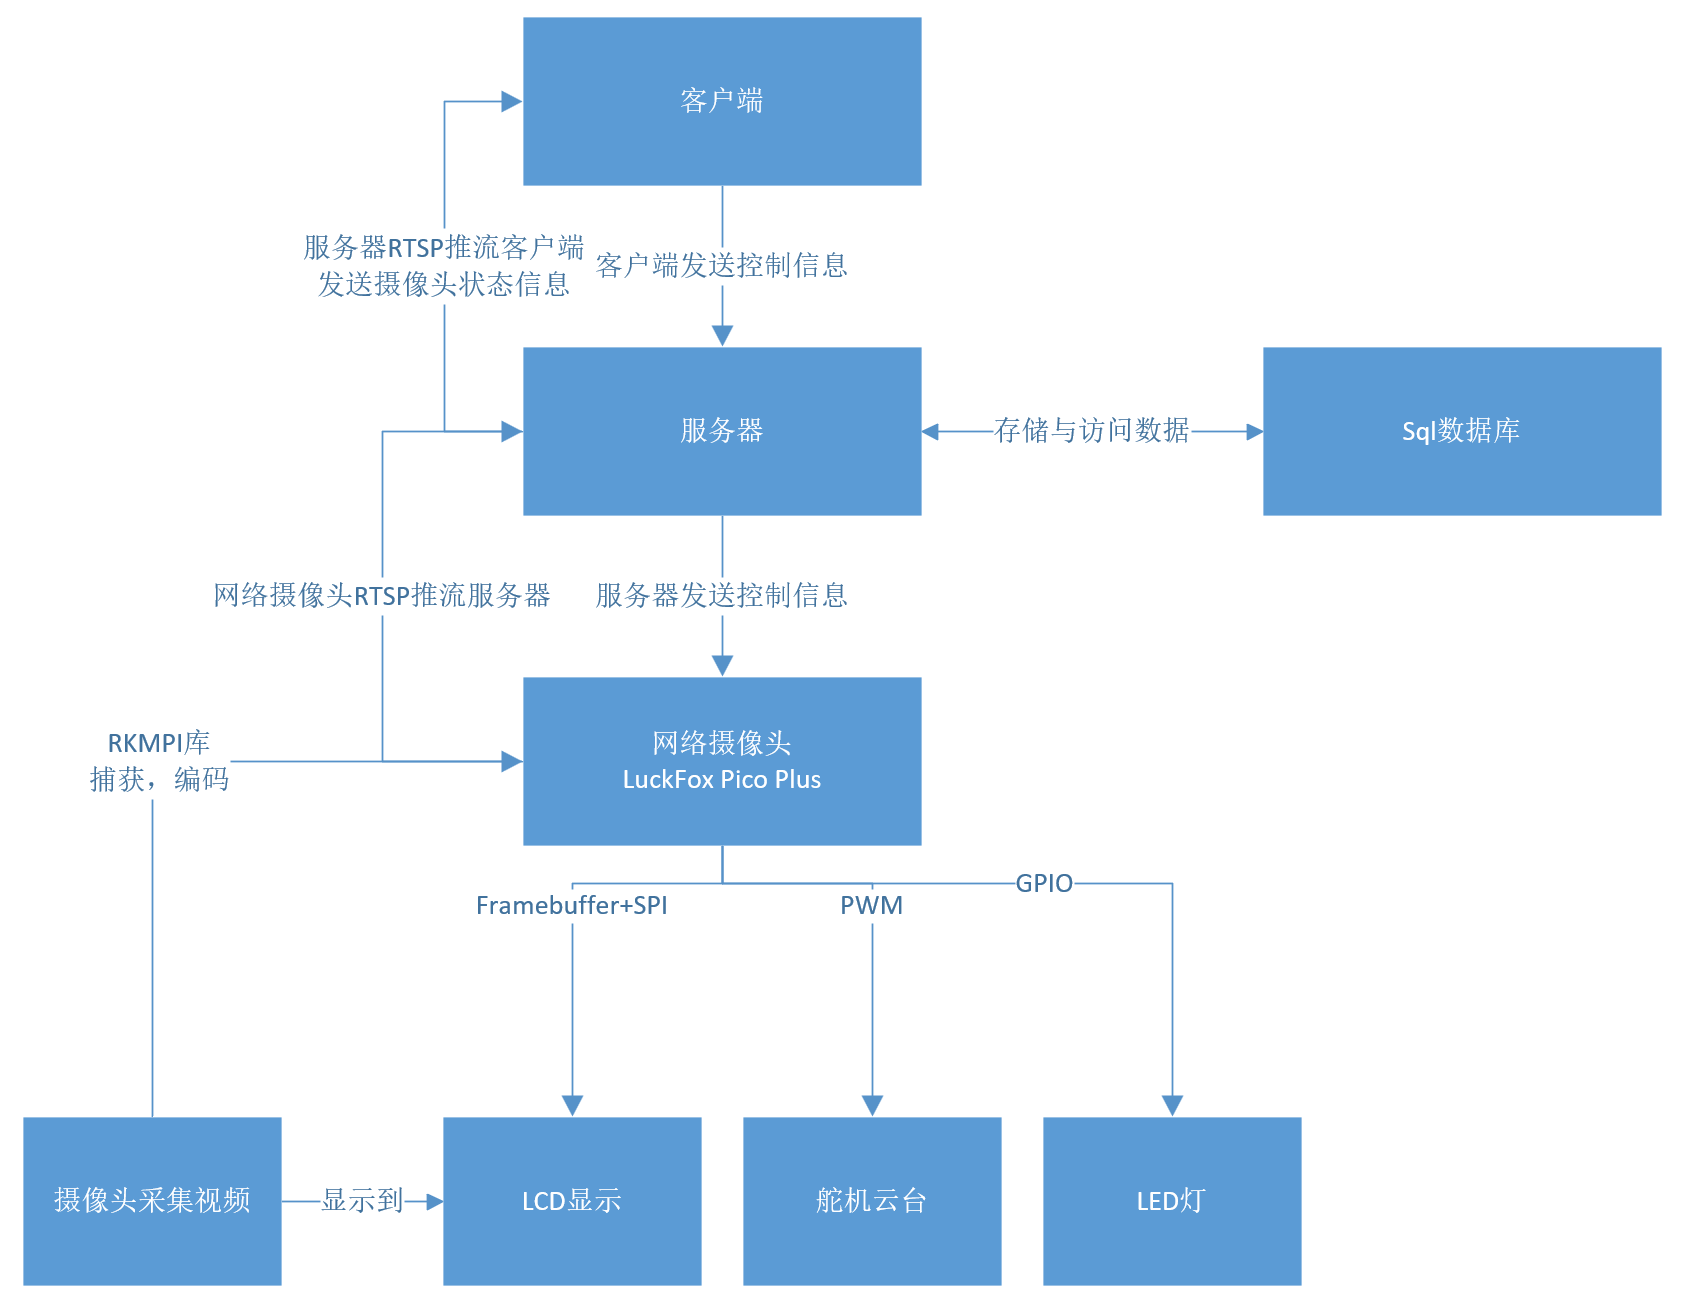 客户端
服务器RTSP推流客户端
发送摄像头状态信息
客户端发送控制信息
服务器
存储与访问数据
Sql数据库
网络摄像头RTSP推流服务器
服务器发送控制信息
网络摄像头
LuckFox Pico Plus
RKMPI库
捕获，编码
GPIO
Framebuffer+SPI
PWM
摄像头采集视频
显示到
LCD显示
舵机云台
LED灯